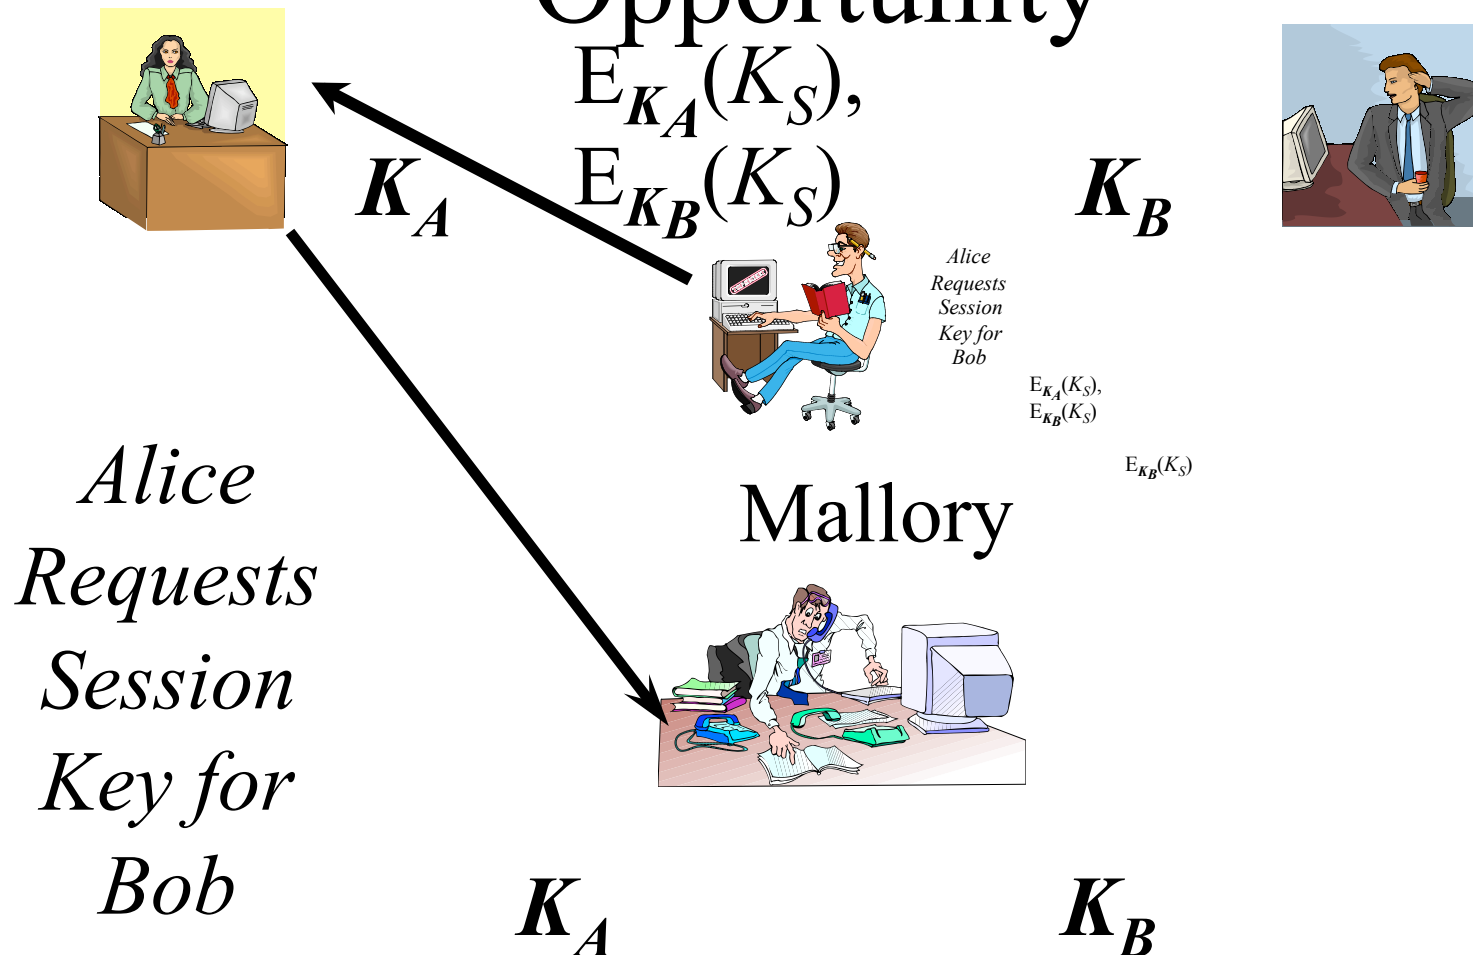 Opportunity
E_{K_A}(K_S),
E_{K_B}(K_S)
K_A
K_B
Alice
Requests
Session
Key for
Bob
E_{K_A}(K_S),
E_{K_B}(K_S)
E_{K_B}(K_S)
Mallory
Alice
Requests
Session
Key for
Bob
K_A
K_B